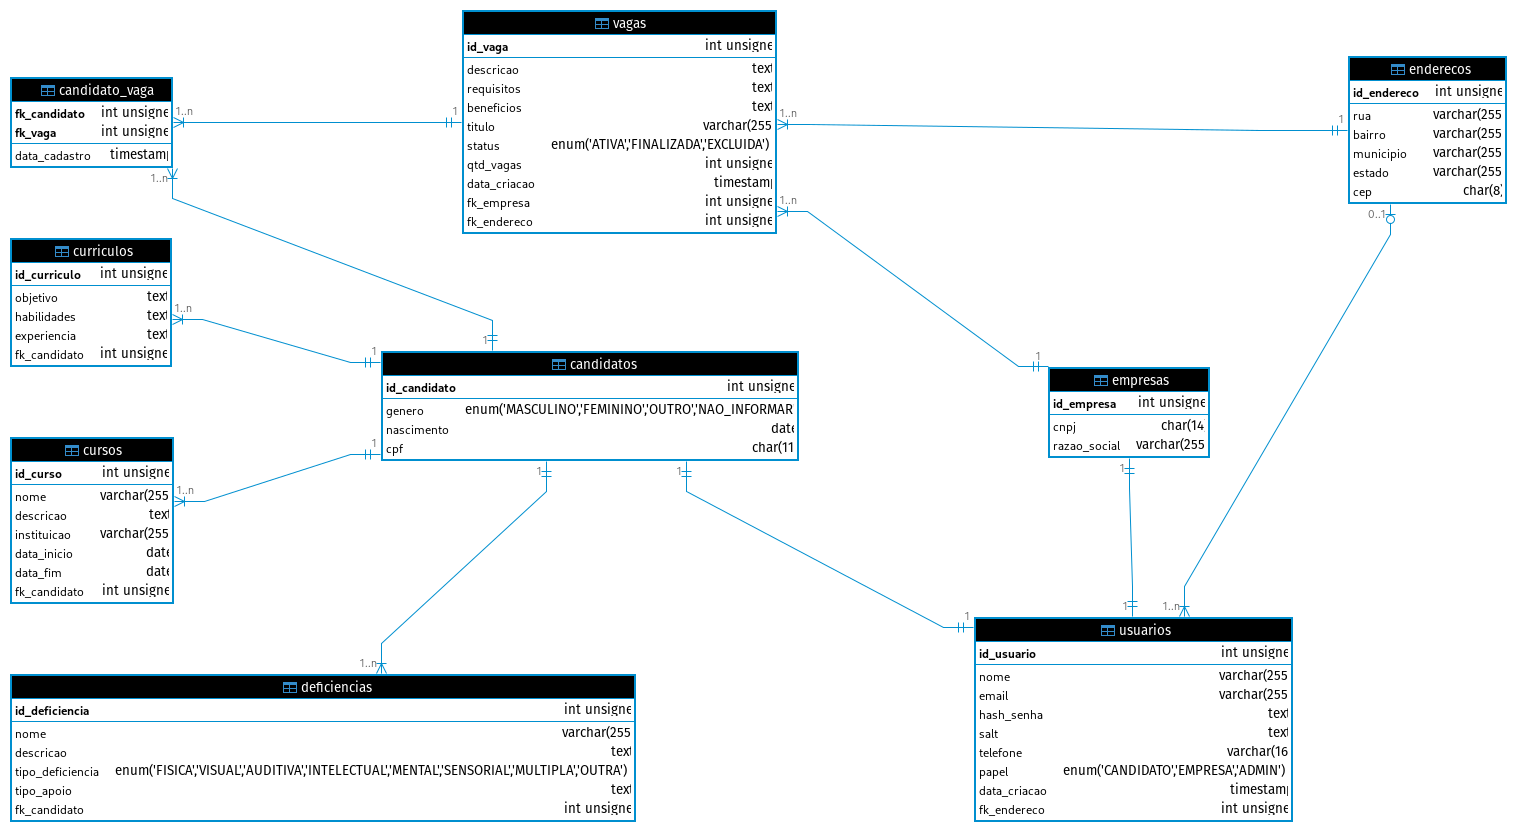 vagas
id_vaga int unsigne
descricao text
requisitos text
beneficios text
titulo varchar(255
status enum('ATIVA','FINALIZADA','EXCLUIDA')
qtd_vagas int unsigne
data_criacao timestamp
fk_empresa int unsigne
fk_endereco int unsigne
candidato_vaga
fk_candidato int unsigne
fk_vaga int unsigne
data_cadastro timestamp
1..n
1
1..n
1
1..n
1
enderecos
id_endereco int unsigne
rua varchar(255
bairro varchar(255
municipio varchar(255
estado varchar(255
cep char(8)
0..1
1..n
1
curriculos
id_curriculo int unsigne
objetivo text
habilidades text
experiencia text
fk_candidato int unsigne
1..n
1
candidatos
id_candidato int unsigne
genero enum('MASCULINO','FEMININO','OUTRO','NAO_INFORMAR
nascimento date
cpf char(11
1
empresas
id_empresa int unsigne
cnpj char(14
razao_social varchar(255
1
cursos
id_curso int unsigne
nome varchar(255
descricao text
instituicao varchar(255
data_inicio date
data_fim date
fk_candidato int unsigne
1..n
1
1
1
1
1
1..n
1..n
deficiencias
id_deficiencia int unsigne
nome varchar(255
descricao text
tipo_deficiencia enum('FISICA','VISUAL','AUDITIVA','INTELECTUAL','MENTAL','SENSORIAL','MULTIPLA','OUTRA')
tipo_apoio text
fk_candidato int unsigne
usuarios
id_usuario int unsigne
nome varchar(255
email varchar(255
hash_senha text
salt text
telefone varchar(16
papel enum('CANDIDATO','EMPRESA','ADMIN')
data_criacao timestamp
fk_endereco int unsigne